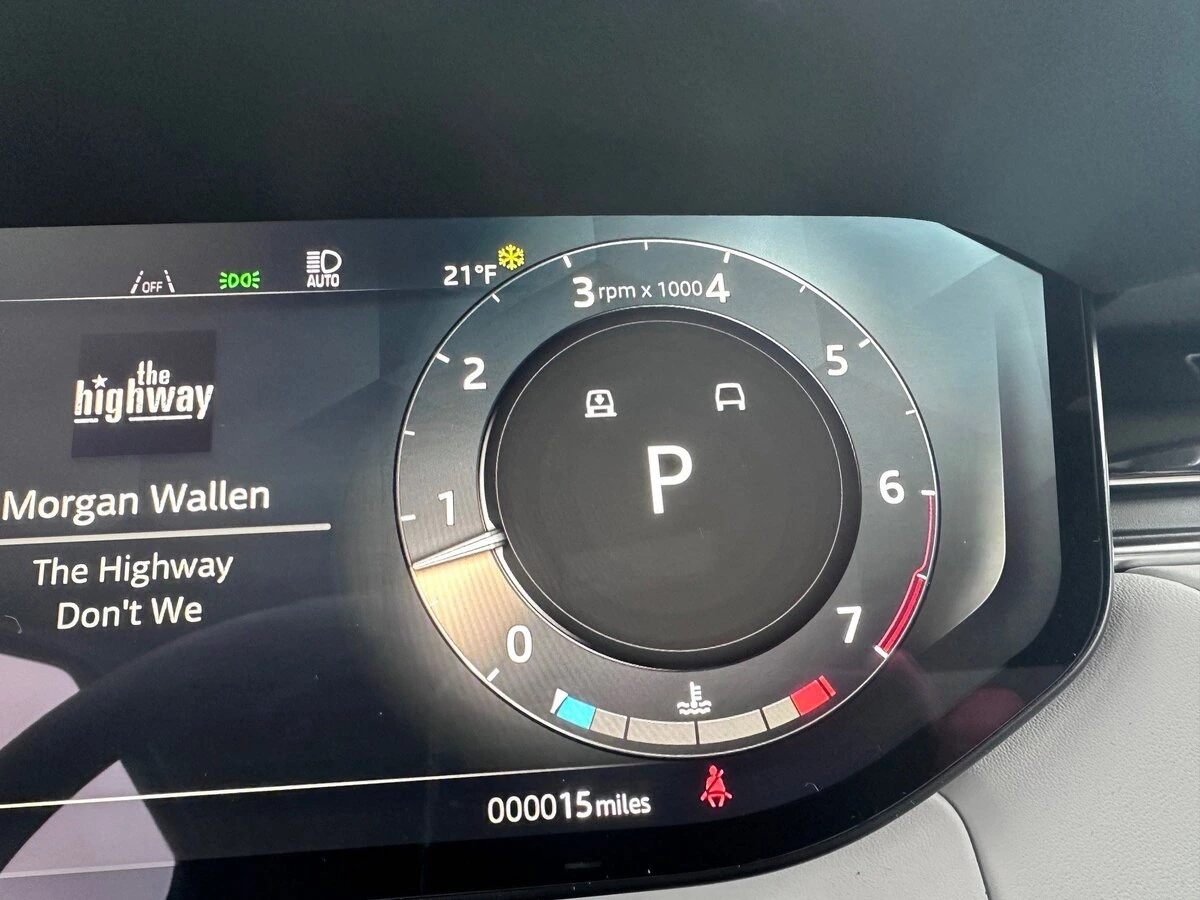 OFF
AUTO
21°F
3 rpm x 1000 4
2
5
the
highway
P
6
1
Morgan Wallen
The Highway
Don't We
0
7
000015 miles